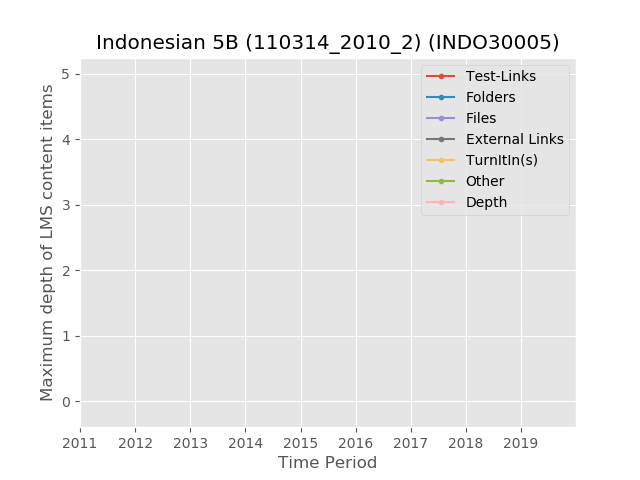 Indonesian 5B (110314_2010_2) (INDO30005)
Maximum depth of LMS content items
5
4
3
2
1
0
Test-Links
Folders
Files
External Links
TurnItIn(s)
Other
Depth
2011 2012 2013 2014 2015 2016 2017 2018 2019
Time Period